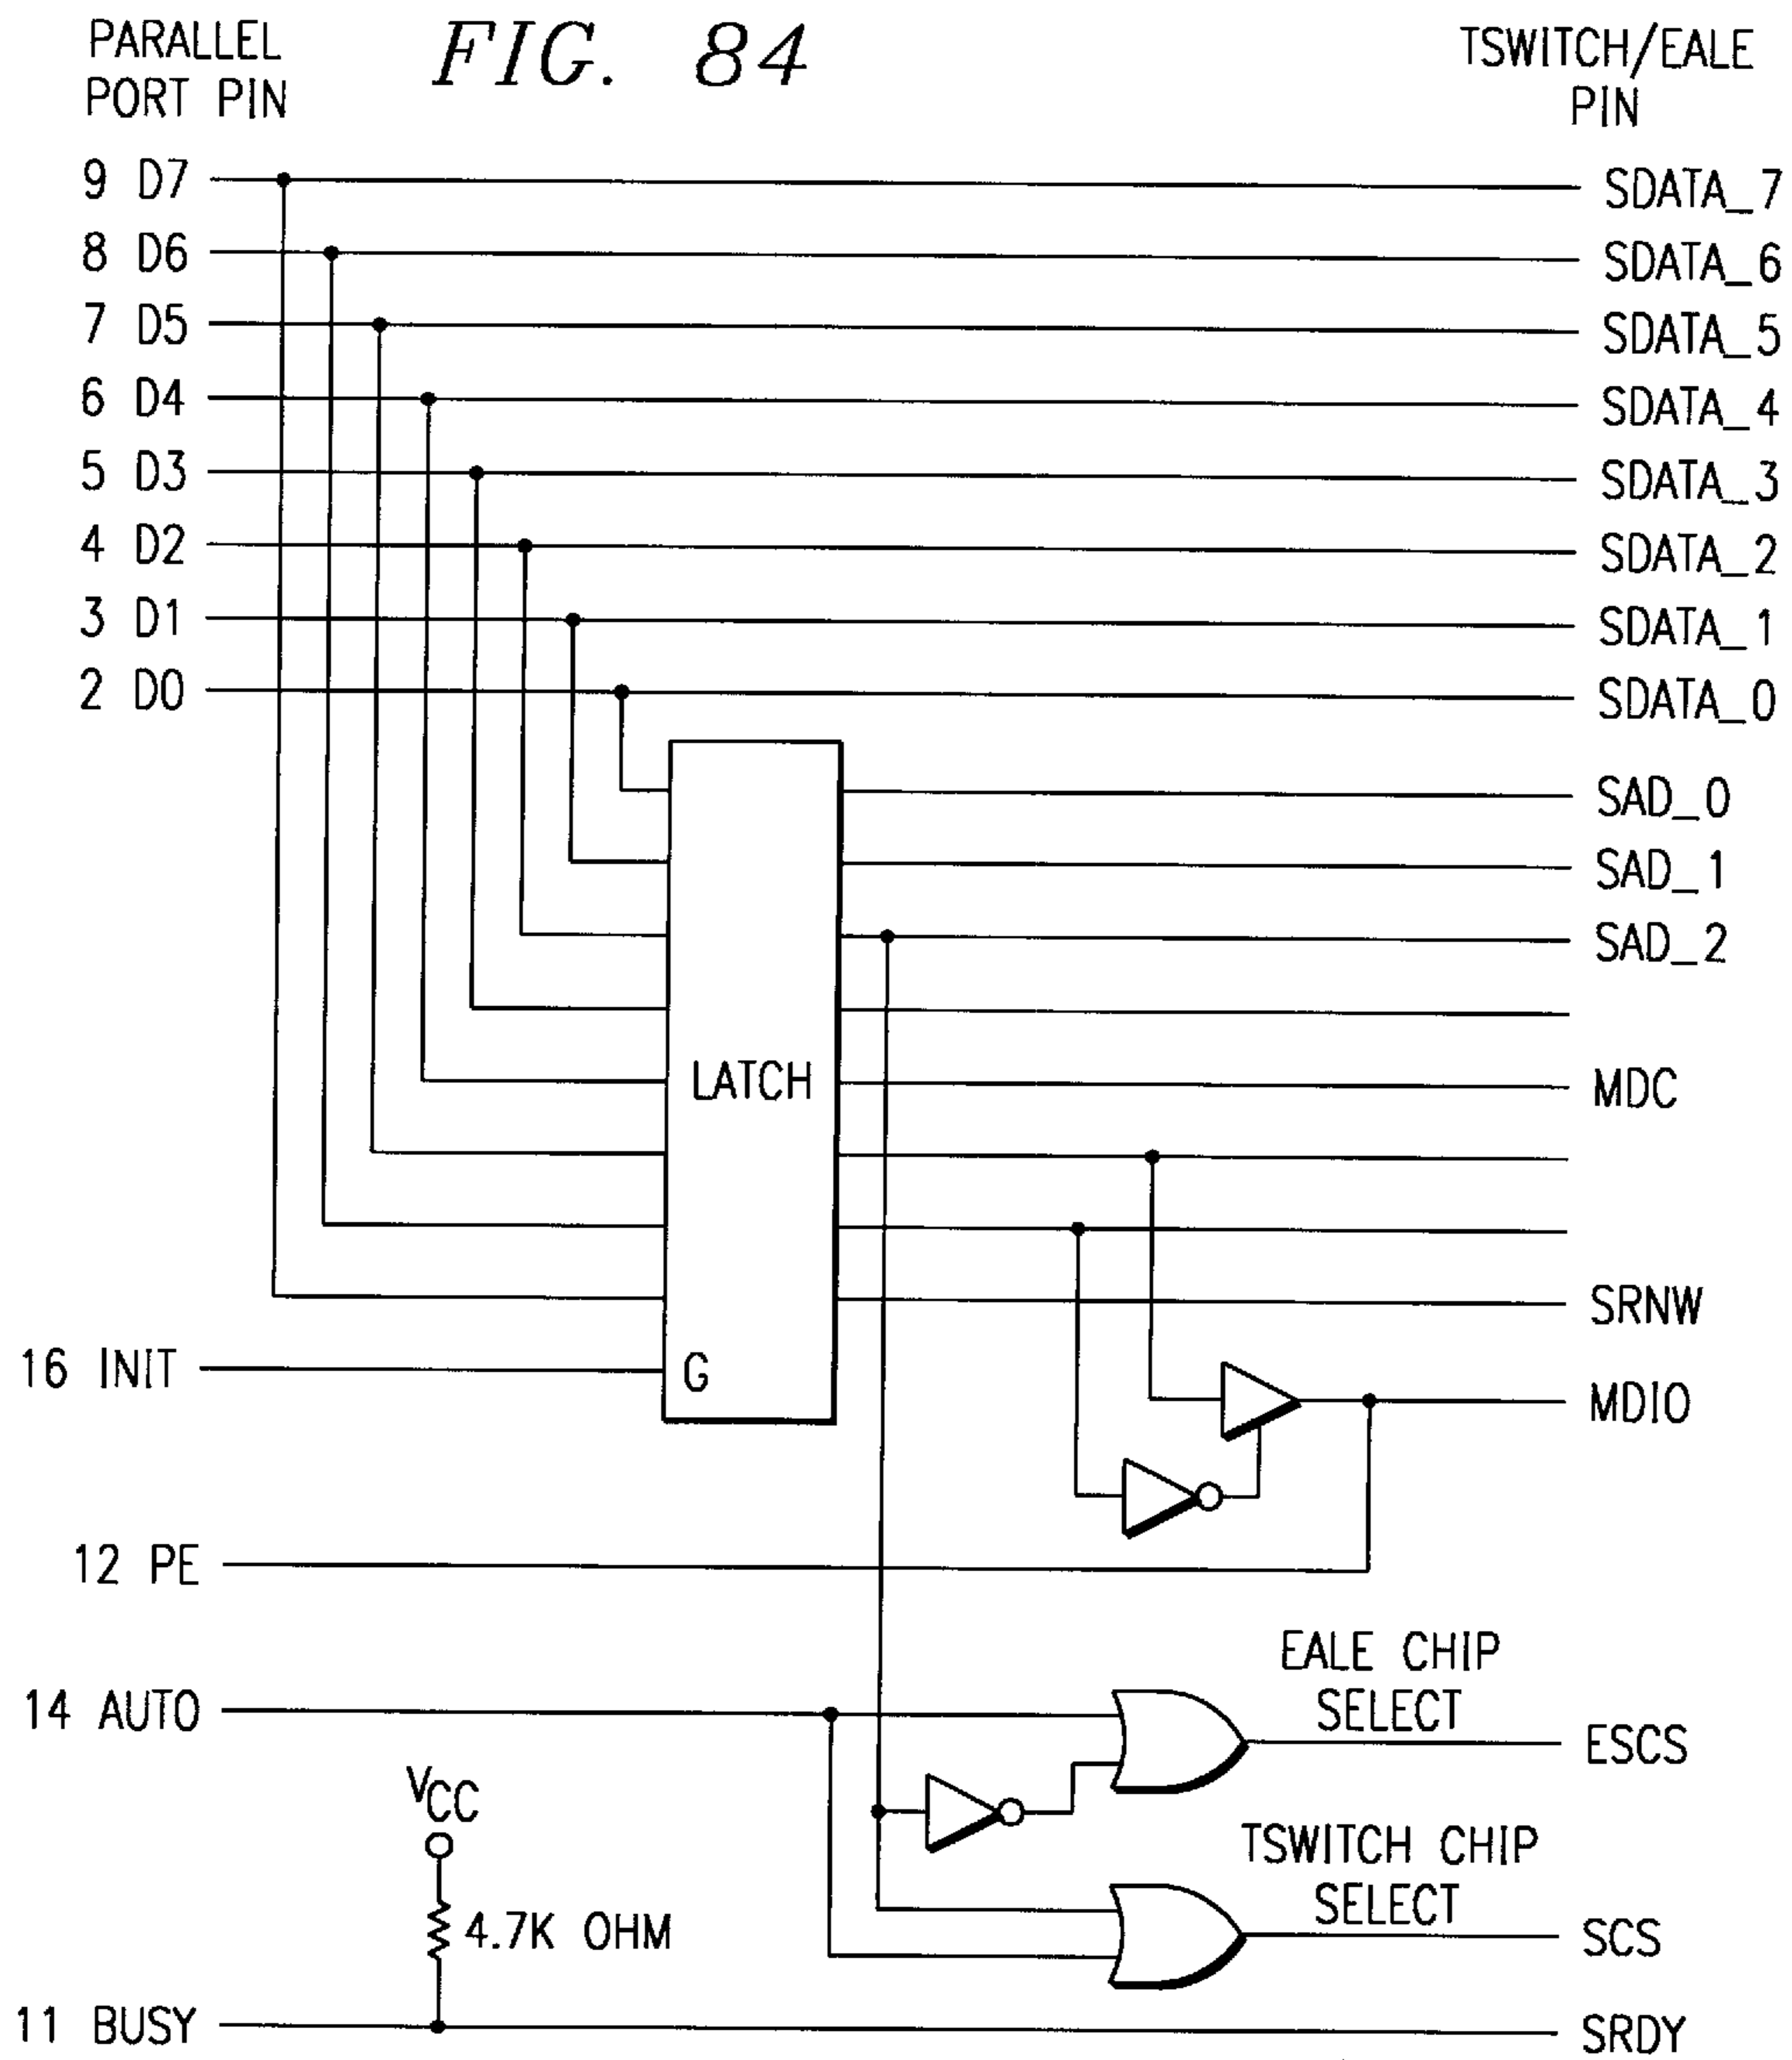 FIG. 84
PARALLEL
PORT PIN
TSWITCH/EALE
PIN
9 D7
SDATA_7
8 D6
SDATA_6
7 D5
SDATA_5
6 D4
SDATA_4
5 D3
SDATA_3
4 D2
SDATA_2
3 D1
SDATA_1
2 D0
SDATA_0
SAD_0
SAD_1
SAD_2
LATCH
MDC
SRNW
16 INIT
G
MDIO
12 PE
EALE CHIP
SELECT
14 AUTO
ESCS
VCC
TSWITCH CHIP
SELECT
4.7K OHM
SCS
11 BUSY
SRDY